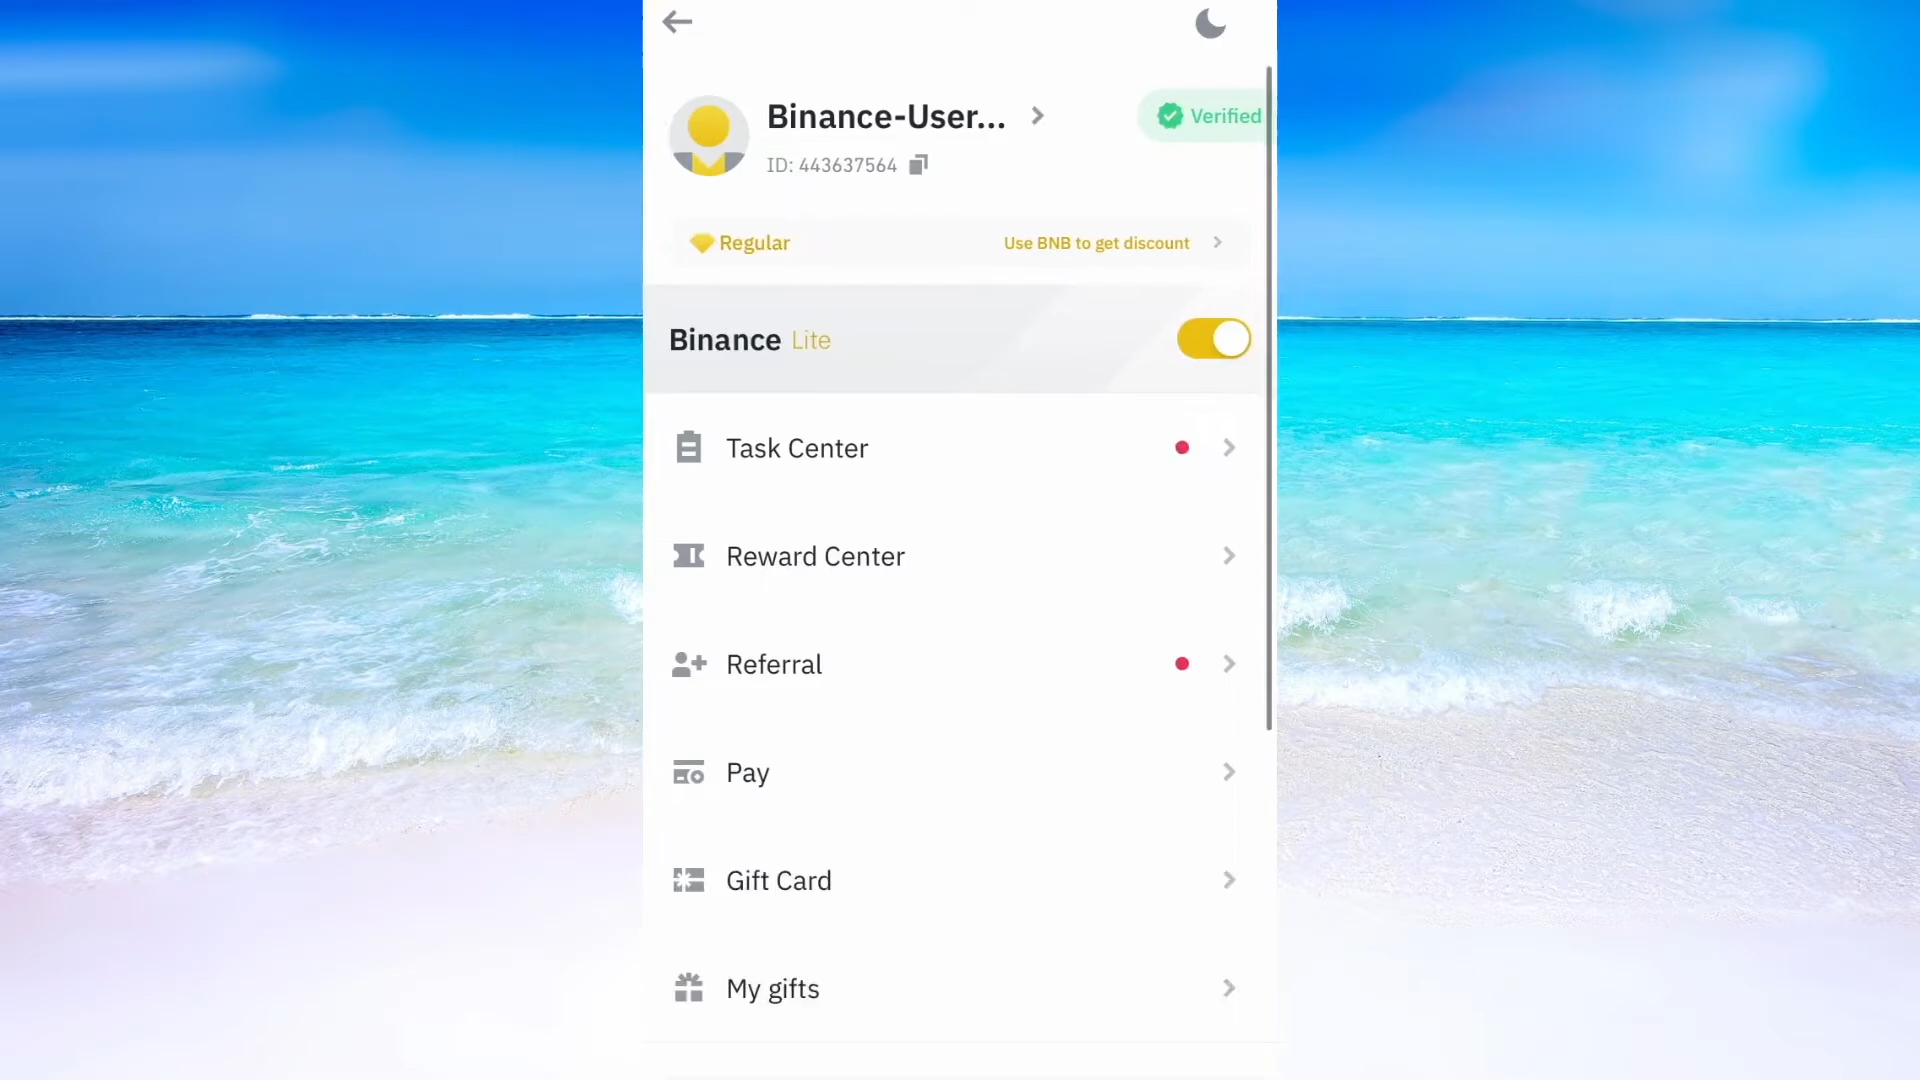 Binance-User...
Verified
ID: 443637564
Regular
Use BNB to get discount
Binance Lite
Task Center
Reward Center
Referral
Pay
Gift Card
My gifts